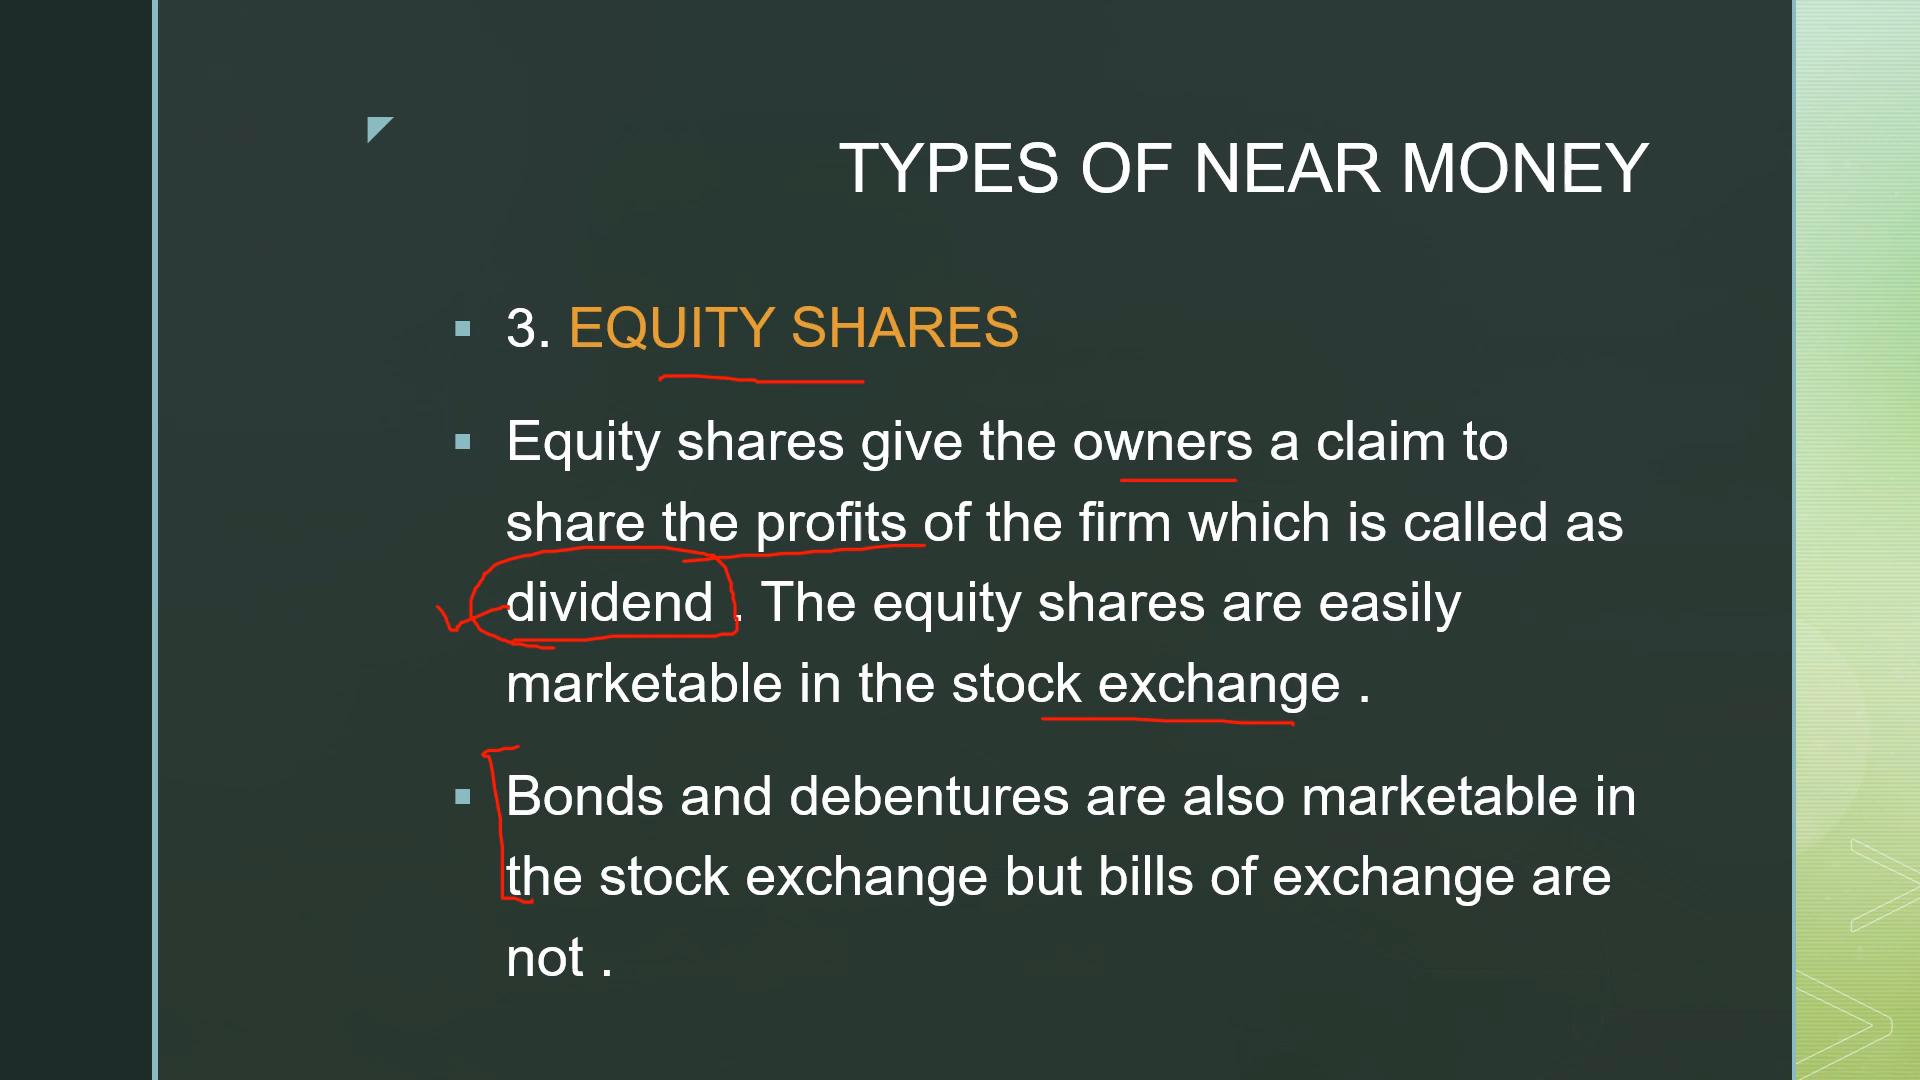 TYPES OF NEAR MONEY
3. EQUITY SHARES
Equity shares give the owners a claim to
share the profits of the firm which is called as
dividend . The equity shares are easily
marketable in the stock exchange .
Bonds and debentures are also marketable in
the stock exchange but bills of exchange are
not .